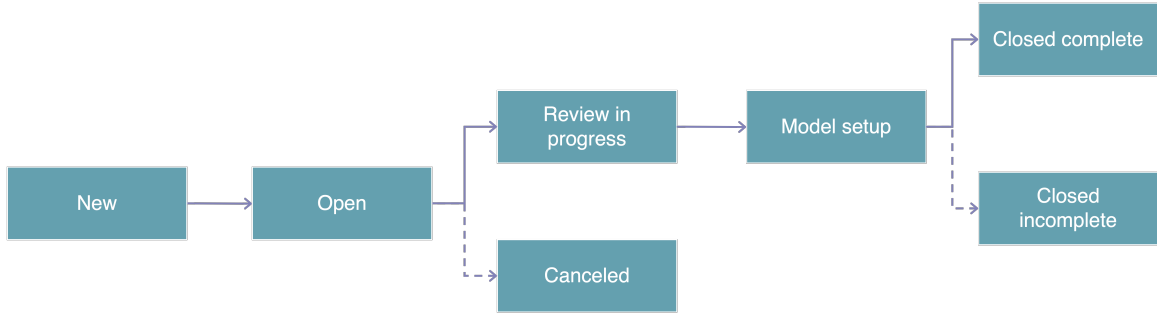 New
Open
Review in
progress
Canceled
Model setup
Closed complete
Closed
incomplete